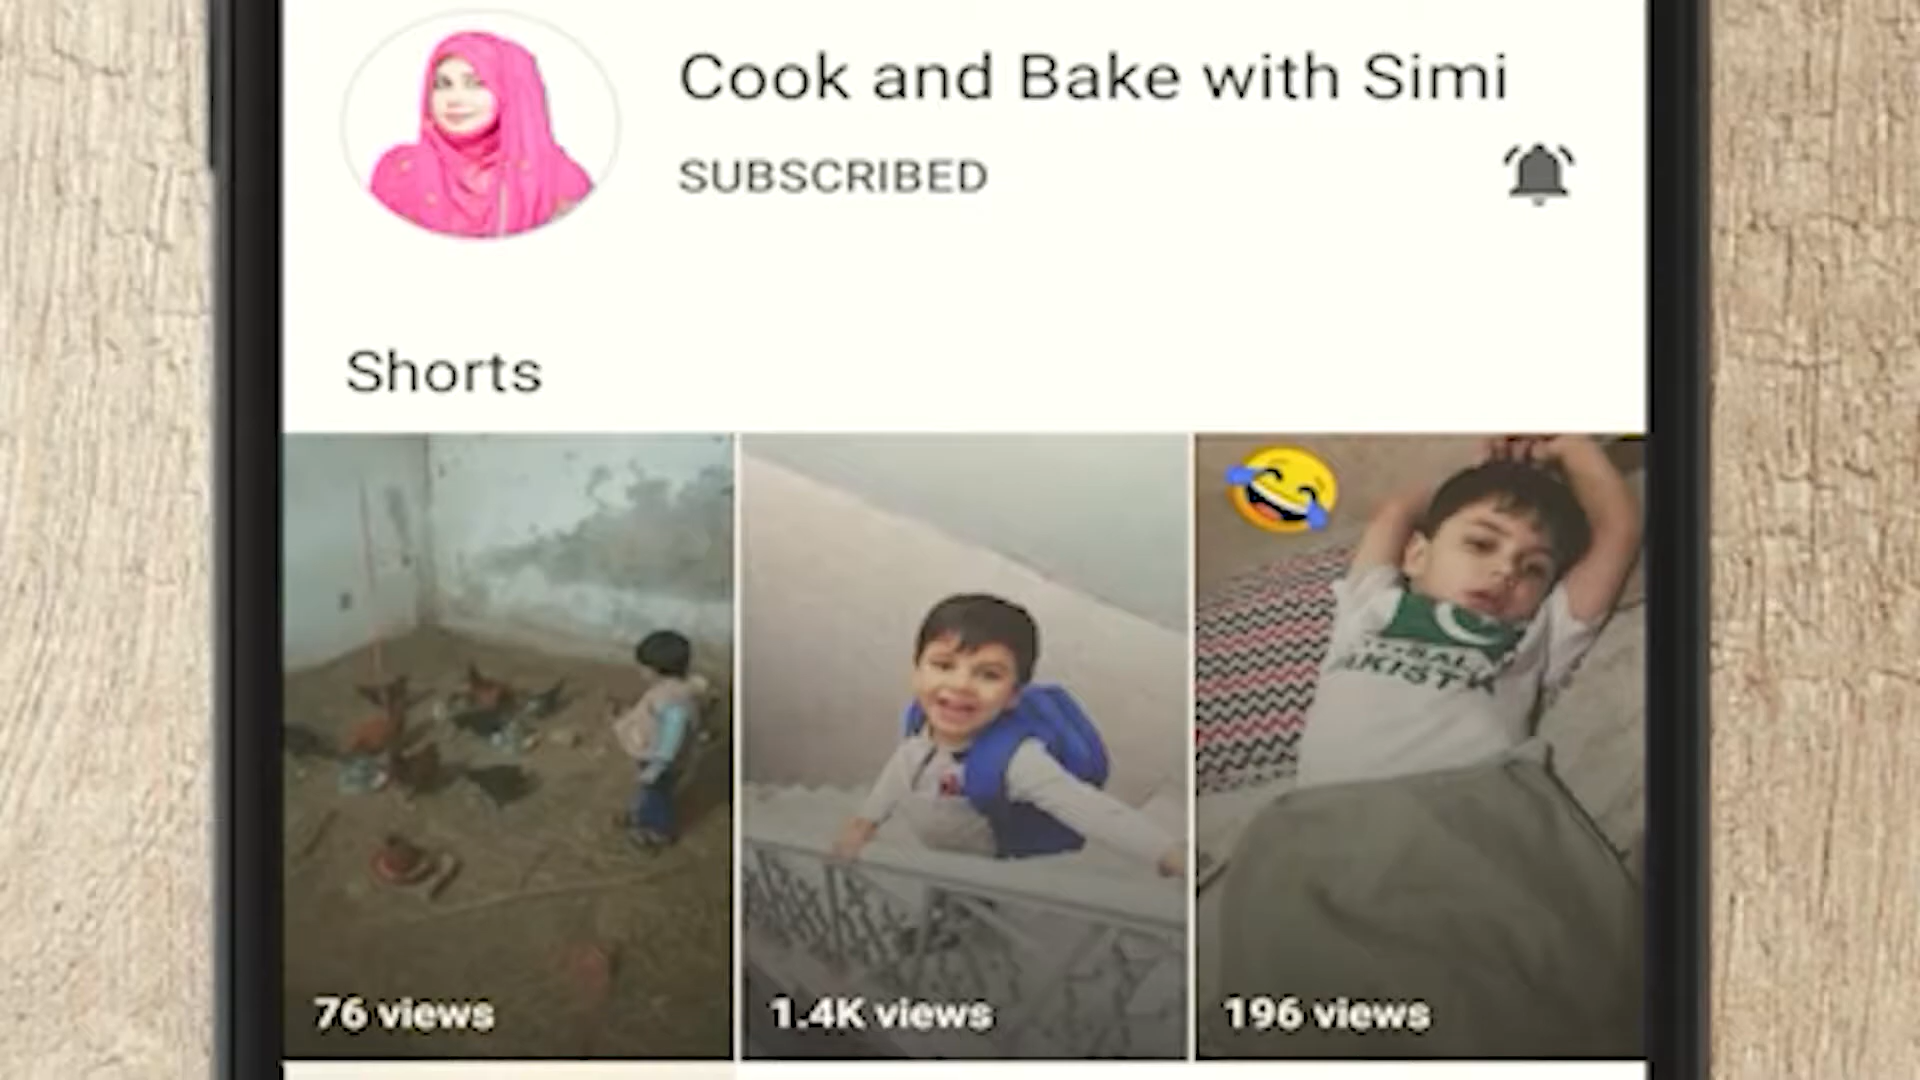 Cook and Bake with Simi
SUBSCRIBED
Shorts
76 views
1.4K views
196 views